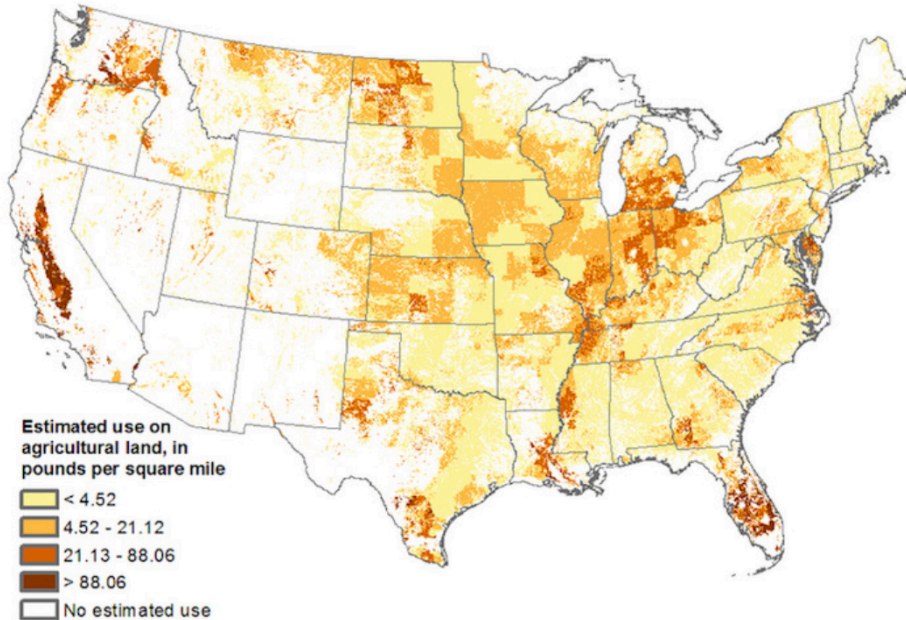 Estimated use on
agricultural land, in
pounds per square mile
< 4.52
4.52 - 21.12
21.13 - 88.06
> 88.06
No estimated use